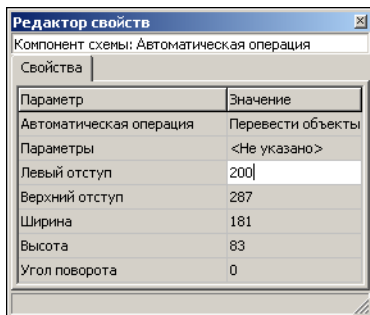 Редактор свойств
Компонент схемы: Автоматическая операция
Свойства
Параметр Значение
Автоматическая операция Перевести объекты
Параметры <Не указано>
Левый отступ 200
Верхний отступ 287
Ширина 181
Высота 83
Угол поворота 0